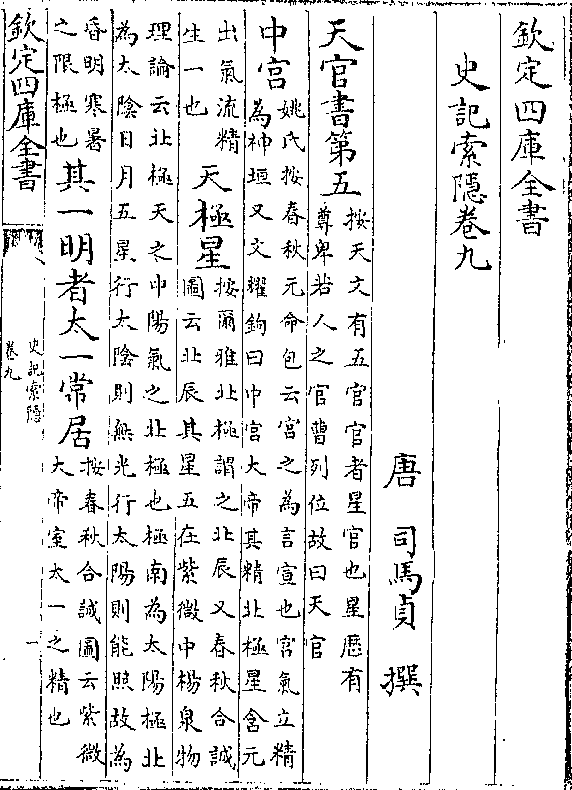 欽定四庫全書
史記索隱卷九
唐 司馬貞 撰
天官書第五
按天文有五官官者星官也星歷有
尊卑若人之官曹列位故曰天官
中宮
姚氏按春秋元命包云宮之為言宣也宮氣立精
為神垣又文耀鉤曰中宮大帝其精北極星含元
出氣流精
生一也
天極星
按爾雅北極謂之北辰又春秋合誠
圖云北辰其星五在紫微中楊泉物
理論云北極天之中陽氣之北極也極南為太陽極北
為太陰日月五星行太陰則無光行太陽則能照故為
昏明寒暑
之限極也
其一明者太一常居
按春秋合誠圖云紫微
大帝室太一之精也
欽定四庫全書
史記索隱
卷九
一